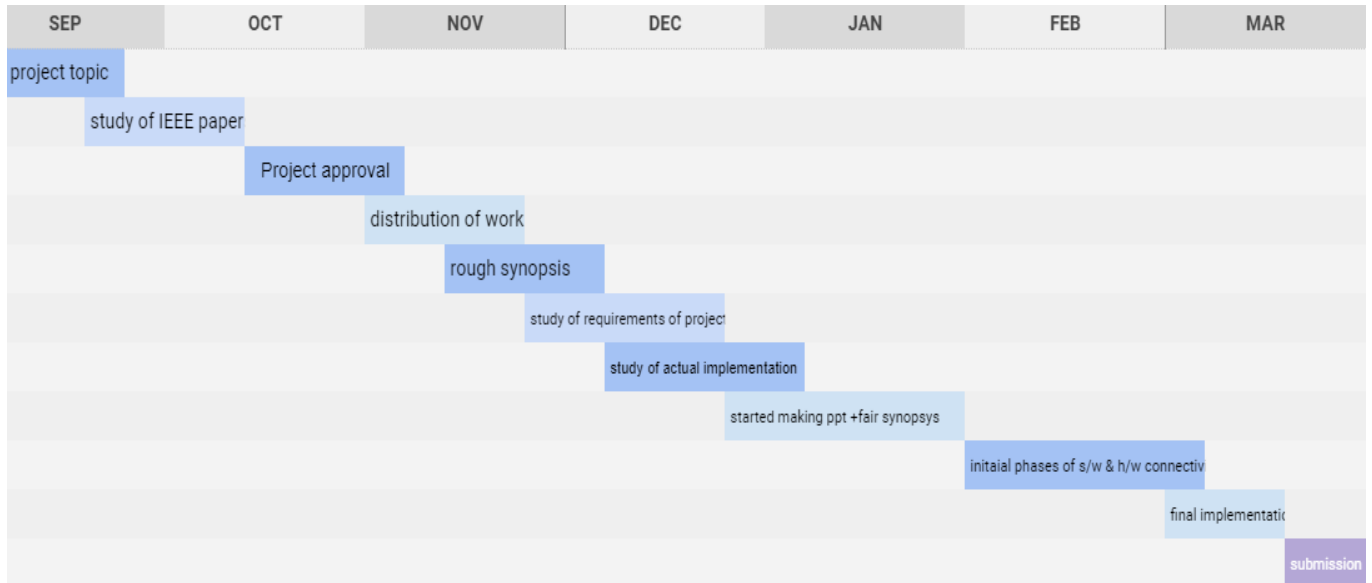 SEP OCT NOV DEC JAN FEB MAR
project topic
study of IEEE paper
Project approval
distribution of work
rough synopsis
study of requirements of project
study of actual implementation
started making ppt +fair synopsys
initaial phases of s/w & h/w connectiv
final implementatic
submission